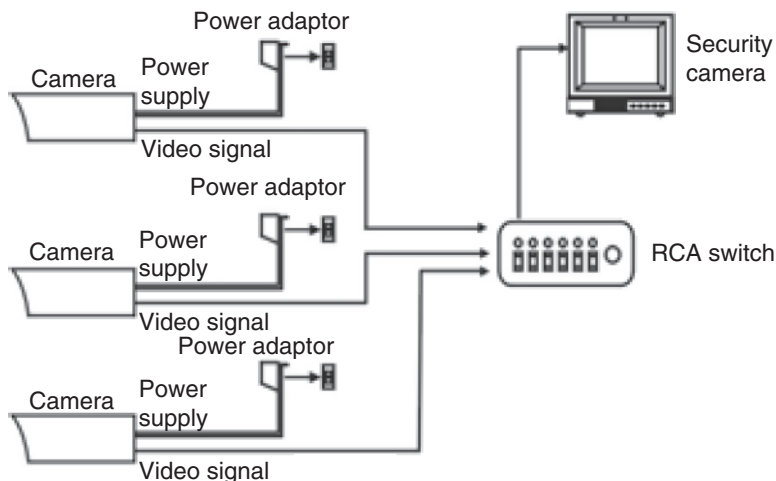 Power adaptor
Security
camera
Camera
Power
supply
Video signal
Power adaptor
Camera
Power
supply
RCA switch
Video signal
Power adaptor
Camera
Power
supply
Video signal